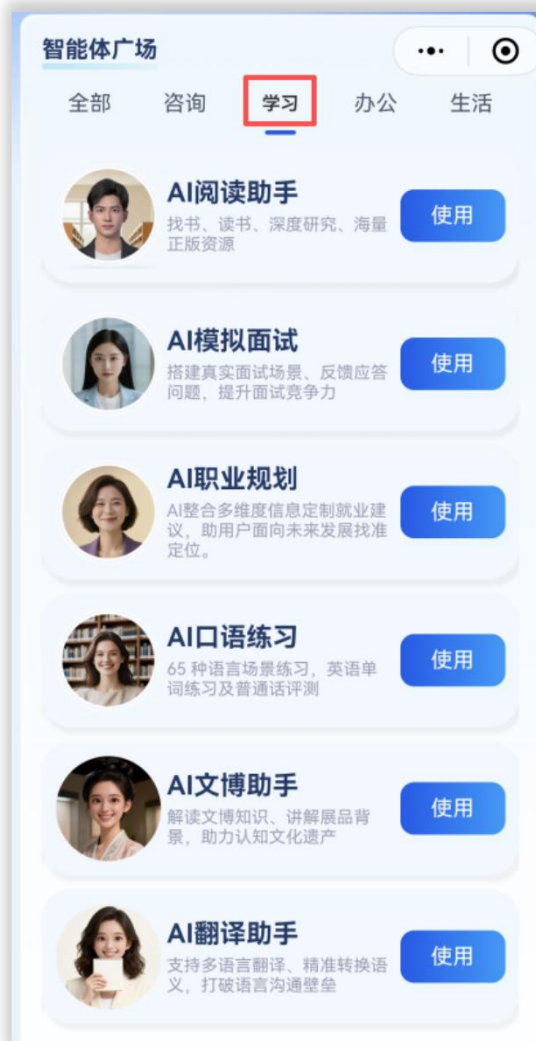 智能体广场
全部 咨询 学习 办公 生活
AI阅读助手
找书、读书、深度研究、海量
正版资源
使用
AI模拟面试
搭建真实面试场景、反馈应答
问题，提升面试竞争力
使用
AI职业规划
AI整合多维度信息定制就业建
议，助用户面向未来发展找准
定位。
使用
AI口语练习
65 种语言场景练习，英语单
词练习及普通话评测
使用
AI文博助手
解读文博知识、讲解展品背
景，助力认知文化遗产
使用
AI翻译助手
支持多语言翻译、精准转换语
义，打破语言沟通壁垒
使用